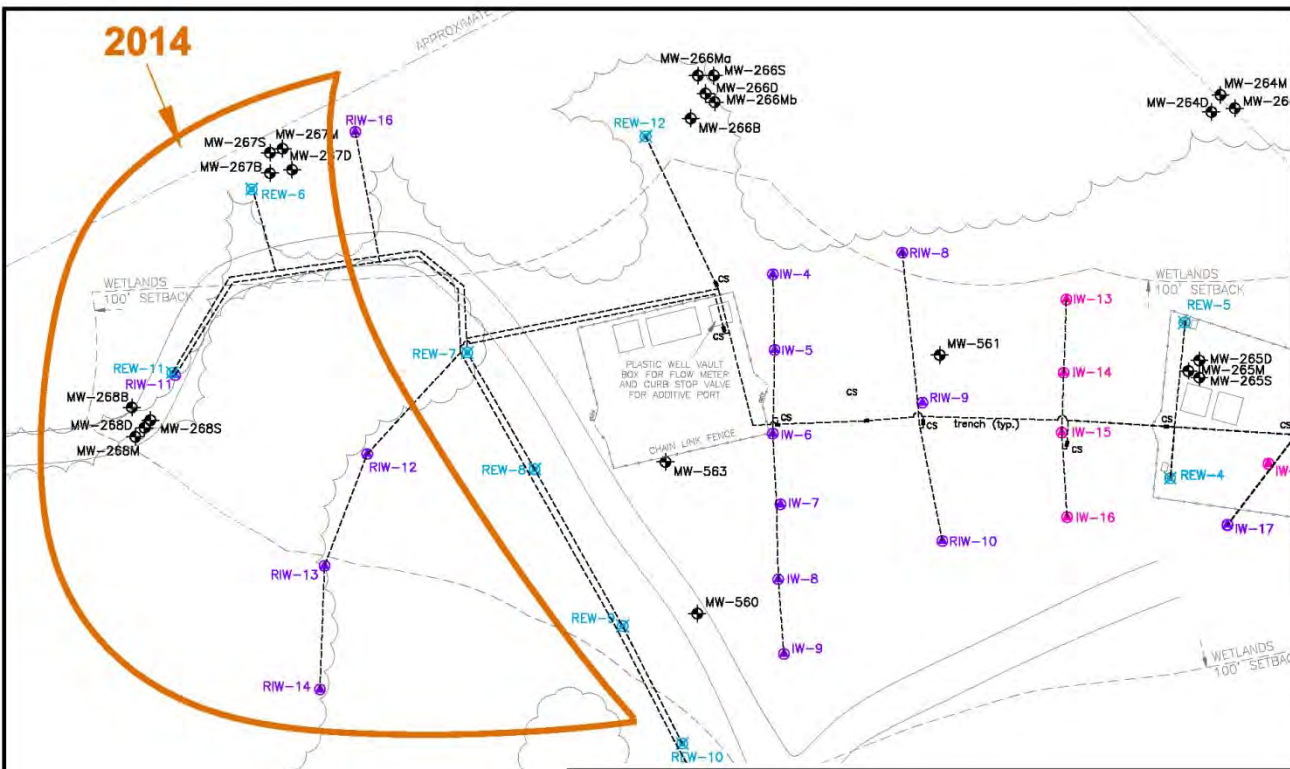 2014
APPROXIMATE
MW-266Ma
MW-266S
MW-266D
MW-266Mb
MW-266B
MW-264M
MW-264D
RIW-16
REW-12
MW-267S
MW-267M
MW-267D
MW-267B
REW-6
RIW-8
IW-4
WETLANDS
100' SETBACK
WETLANDS
100' SETBACK
CS
IW-13
REW-5
CS
PLASTIC WELL VAULT
BOX FOR FLOW METER
AND CURB STOP VALVE
FOR ADDITIVE PORT
IW-5
MW-561
REW-7
MW-265D
MW-265M
MW-265S
REW-11
RIW-11
IW-14
MW-268B
MW-268D
MW-268S
MW-268M
CS
RIW-9
CS
CS
trench (typ.)
CS
CS
IW-6
IW-15
CS
CHAIN LINK FENCE
MW-563
RIW-12
REW-8
REW-4
IW-7
IW-16
IW-17
RIW-10
RIW-13
IW-8
MW-560
REW-9
IW-9
WETLANDS
100' SETBACK
RIW-14
REW-10